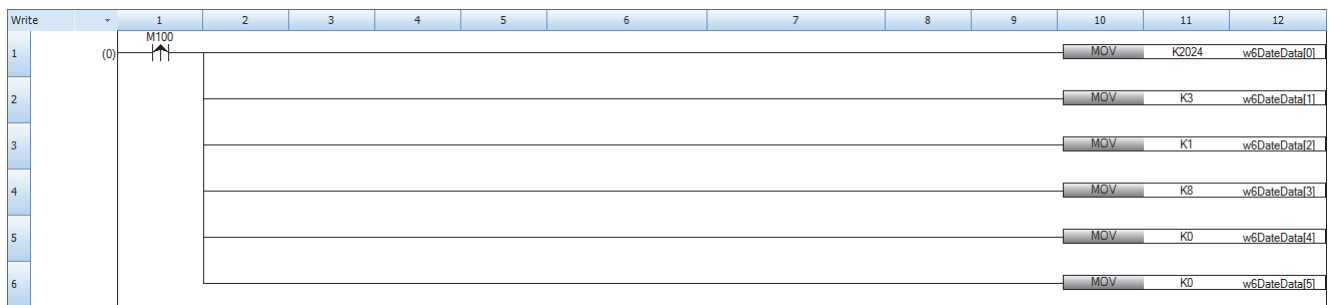 Write 1 2 3 4 5 6 7 8 9 10 11 12
M100
1 (0) MOV K2024 w6DateData[0]
2 MOV K3 w6DateData[1]
3 MOV K1 w6DateData[2]
4 MOV K8 w6DateData[3]
5 MOV K0 w6DateData[4]
6 MOV K0 w6DateData[5]